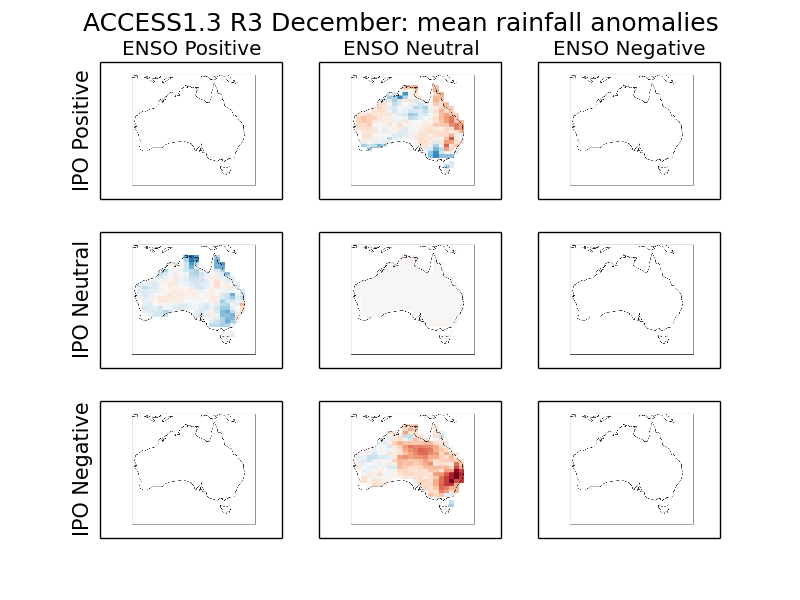 ACCESS1.3 R3 December: mean rainfall anomalies
ENSO Positive
ENSO Neutral
ENSO Negative
IPO Positive
IPO Neutral
IPO Negative